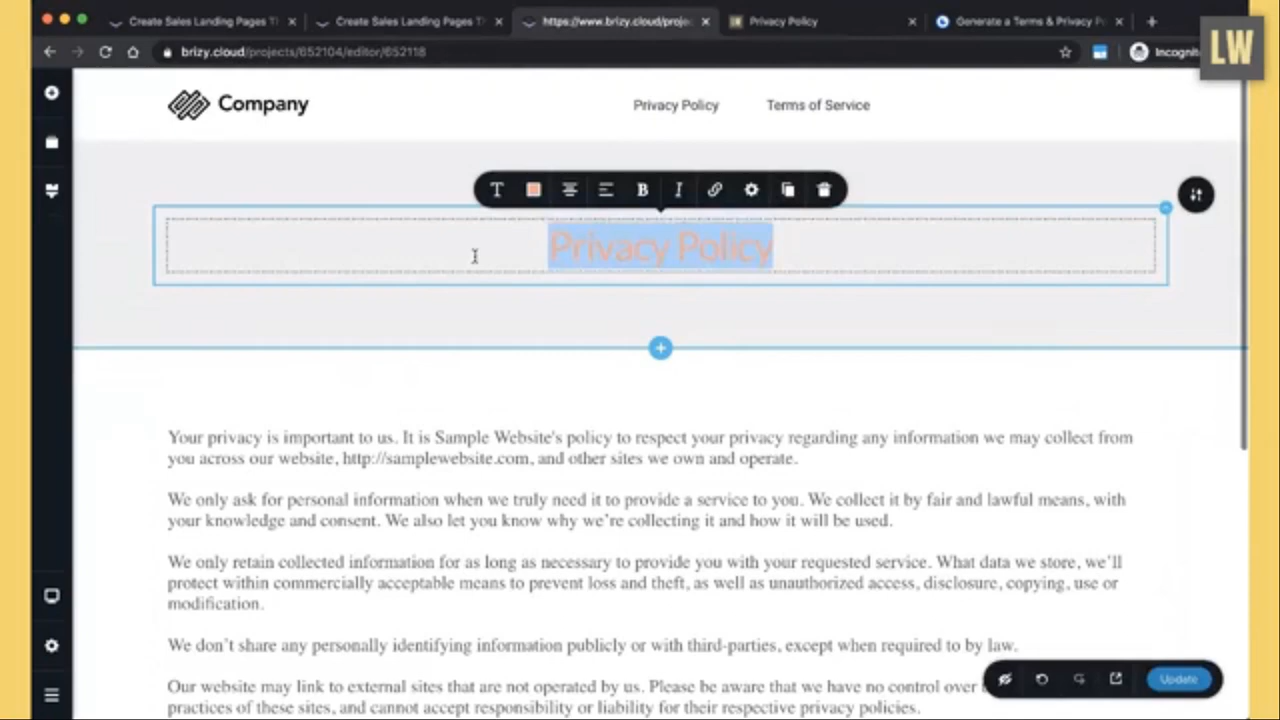 Create Sales Landing Pages T
Create Sales Landing Pages T
https://www.brizy.cloud/proje
Privacy Policy
Generate a Terms & Privacy P
brizy.cloud/projects/652104/editor/652118
Incognito
LW
Company
Privacy Policy
Terms of Service
T
B
I
Privacy Policy
Your privacy is important to us. It is Sample Website's policy to respect your privacy regarding any information we may collect from
you across our website, http://samplewebsite.com, and other sites we own and operate.
We only ask for personal information when we truly need it to provide a service to you. We collect it by fair and lawful means, with
your knowledge and consent. We also let you know why we're collecting it and how it will be used.
We only retain collected information for as long as necessary to provide you with your requested service. What data we store, we'll
protect within commercially acceptable means to prevent loss and theft, as well as unauthorized access, disclosure, copying, use or
modification.
We don't share any personally identifying information publicly or with third-parties, except when required to by law.
Our website may link to external sites that are not operated by us. Please be aware that we have no control over
practices of these sites, and cannot accept responsibility or liability for their respective privacy policies.
Update